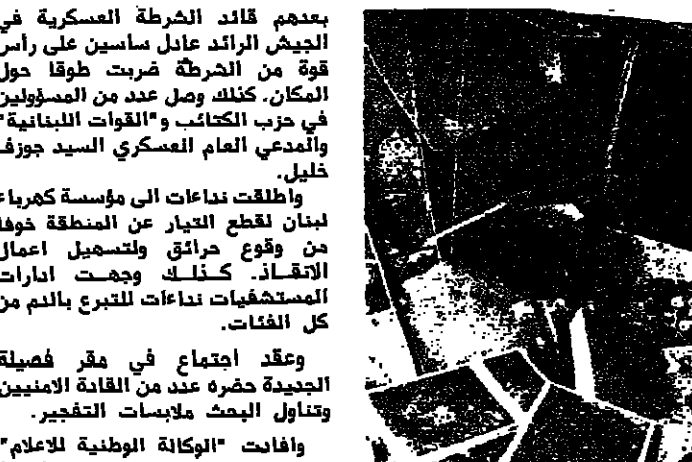 بعدهم قائد الشرطة العسكرية في
الجيش الرائد عادل ساسين على رأس
قوة من الشرطة ضربت طوقا حول
المكان. كذلك وصل عدد من المسؤولين
في حزب الكتائب و"القوات اللبنانية"
والمدعي العام العسكري السيد جوزف
خليل.
واطلقت نداءات الى مؤسسة كهرباء
لبنان لقطع التيار عن المنطقة خوفا
من وقوع حرائق ولتسهيل اعمال
الانقـاذ. كـذلـك وجهـت ادارات
المستشفيات نداءات للتبرع بالدم من
كل الفئات.
وعقد اجتماع في مقر فصيلة
الجديدة حضره عدد من القادة الامنيين
وتناول البحث ملابسات التفجير.
وافادت "الوكالة الوطنية للاعلام"